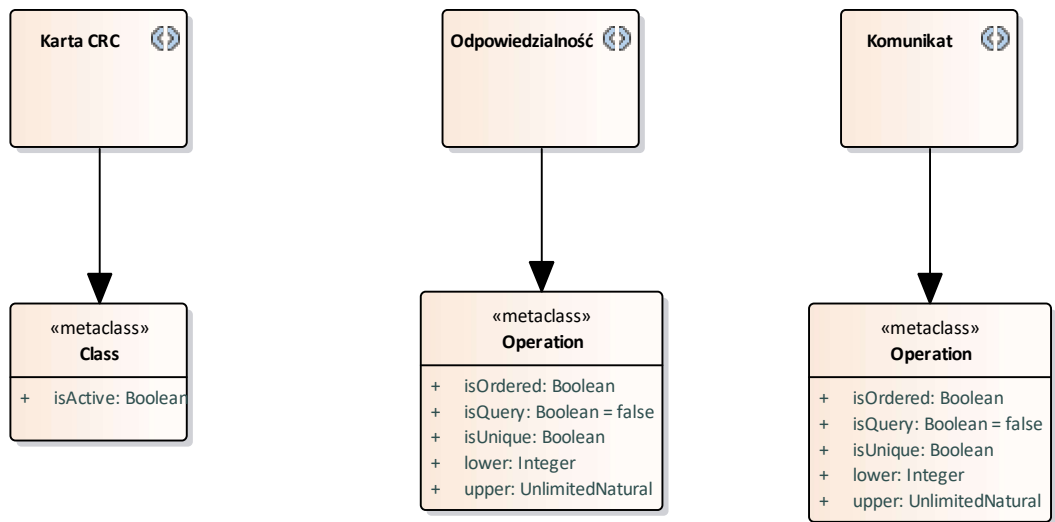 Karta CRC
Odpowiedzialność
Komunikat
«metaclass»
Class
+ isActive: Boolean
«metaclass»
Operation
+ isOrdered: Boolean
+ isQuery: Boolean = false
+ isUnique: Boolean
+ lower: Integer
+ upper: UnlimitedNatural
«metaclass»
Operation
+ isOrdered: Boolean
+ isQuery: Boolean = false
+ isUnique: Boolean
+ lower: Integer
+ upper: UnlimitedNatural